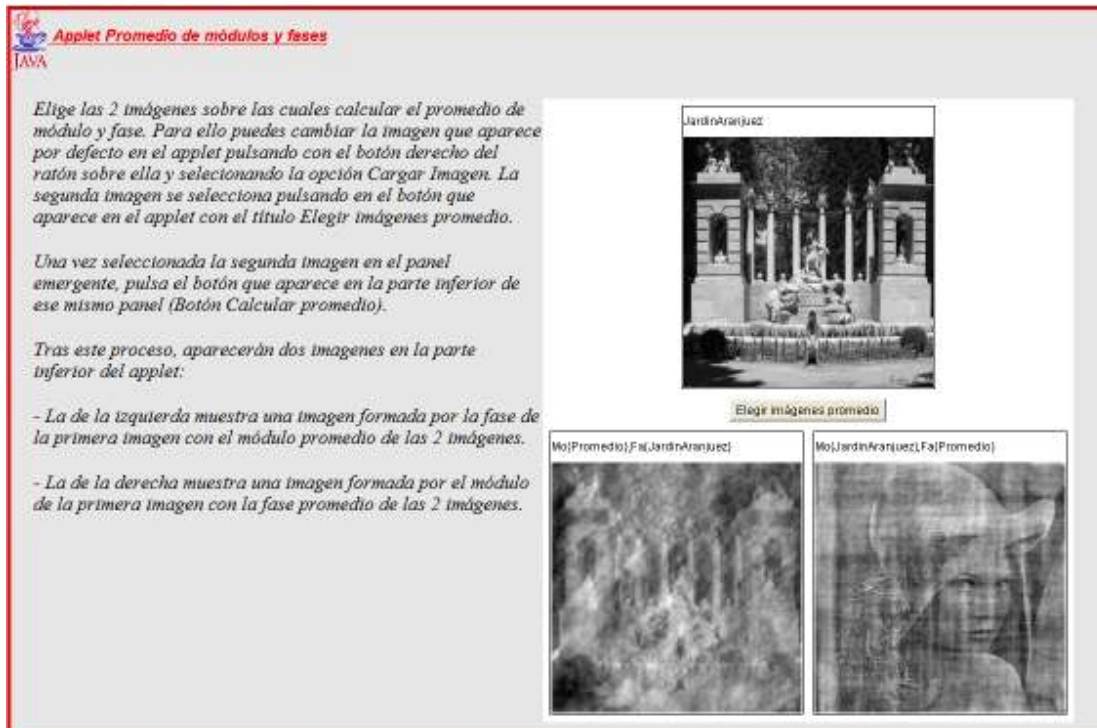 Applet Promedio de módulos y fases
JAVA
Elige las 2 imágenes sobre las cuales calcular el promedio de
módulo y fase. Para ello puedes cambiar la imagen que aparece
por defecto en el applet pulsando con el botón derecho del
ratón sobre ella y selecionando la opción Cargar Imagen. La
segunda imagen se selecciona pulsando en el botón que
aparece en el applet con el título Elegir imágenes promedio.
Una vez seleccionada la segunda imagen en el panel
emergente, pulsa el botón que aparece en la parte inferior de
ese mismo panel (Botón Calcular promedio).
Tras este proceso, aparecerán dos imagenes en la parte
inferior del applet:
- La de la izquierda muestra una imagen formada por la fase de
la primera imagen con el módulo promedio de las 2 imágenes.
- La de la derecha muestra una imagen formada por el módulo
de la primera imagen con la fase promedio de las 2 imágenes.
JardinAranjuez
Elegir imágenes promedio
Mo{Promedio},Fa{JardinAranjuez}
Mo{JardinAranjuez},Fa{Promedio}